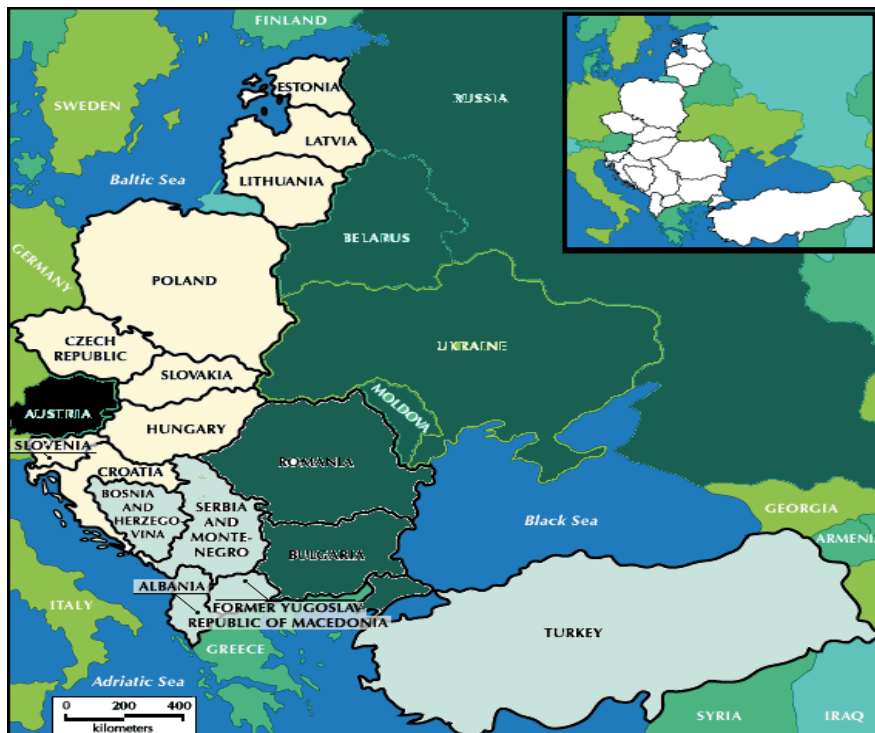 FINLAND
SWEDEN
ESTONIA
RUSSIA
LATVIA
Baltic Sea
LITHUANIA
BELARUS
GERMANY
POLAND
CZECH
REPUBLIC
UKRAINE
SLOVAKIA
MOLDOVA
AUSTRIA
HUNGARY
SLOVENIA
ROMANIA
CROATIA
BOSNIA
AND
HERZEGO-
VINA
SERBIA
AND
MONTE-
NEGRO
Black Sea
GEORGIA
ARMENIA
BULGARIA
ALBANIA
ITALY
FORMER YUGOSLAV
REPUBLIC OF MACEDONIA
TURKEY
GREECE
Adriatic Sea
0 200 400
kilometers
SYRIA
IRAQ